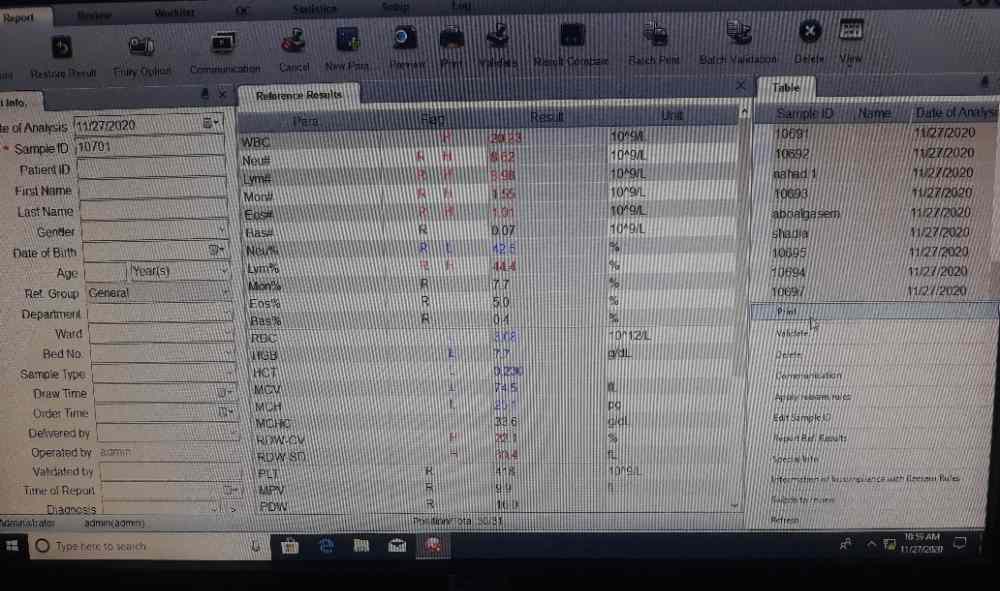 Report Review Worklist QC Statistics Setup Log
Restore Result Entry Option Communication Cancel New Para. Preview Print Validate Result Compare Batch Print Batch Validation Delete View
Info. Reference Results Table
Para. Flag Result Unit
Sample ID Name Date of Analysis
Date of Analysis 11/27/2020
* Sample ID 10701
Patient ID
First Name
Last Name
Gender
Date of Birth
Age Year(s)
Ref. Group General
Department
Ward
Bed No.
Sample Type
Draw Time
Order Time
Delivered by
Operated by admin
Validated by
Time of Report
Diagnosis
WBC H 20.23 10^9/L
Neu# R H 8.62 10^9/L
Lym# R H 8.98 10^9/L
Mon# R H 1.55 10^9/L
Eos# R H 1.01 10^9/L
Bas# R 0.07 10^9/L
Neu% R L 42.6 %
Lym% R H 44.4 %
Mon% R 7.7 %
Eos% R 5.0 %
Bas% R 0.4 %
RBC 3.08 10^12/L
HGB L 7.7 g/dL
HCT L 0.230
MCV L 74.5 fL
MCH L 25.1 pg
MCHC 33.6 g/dL
RDW-CV H 22.1 %
RDW-SD H fL
PLT R 418 10^9/L
MPV R 9.9 fL
PDW R 16.0
10691 11/27/2020
10692 11/27/2020
nahad 1 11/27/2020
10693 11/27/2020
aboalgasem 11/27/2020
shadia 11/27/2020
10695 11/27/2020
10694 11/27/2020
10697 11/27/2020
Print
Validate
Delete
Communication
Apply relevant rules
Edit Sample ID
Report Ref. Results
Special Info
Information of Incompliance with Exetain Rules
Switch to review
Refresh
Administrator admin(admin) Position/Total 30/31
Type here to search
10:59 AM
11/27/2020